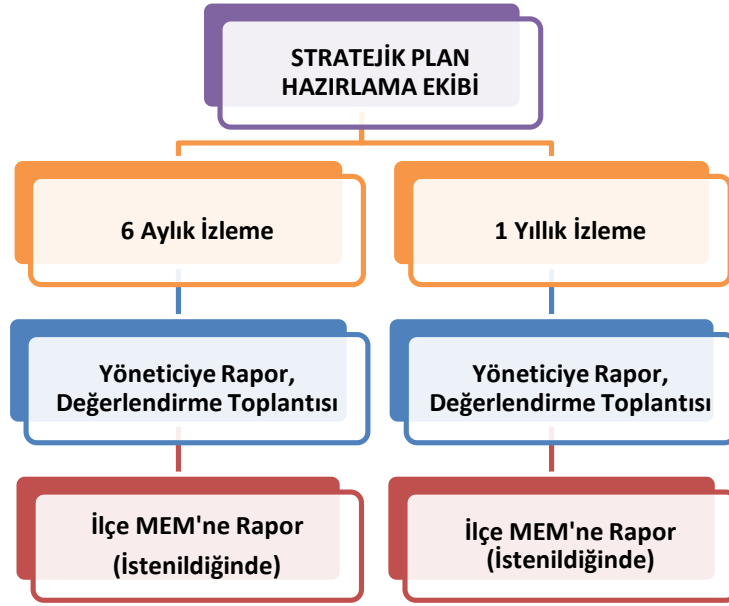 STRATEJİK PLAN
HAZIRLAMA EKİBİ
6 Aylık İzleme
1 Yıllık İzleme
Yöneticiye Rapor,
Değerlendirme Toplantısı
Yöneticiye Rapor,
Değerlendirme Toplantısı
İlçe MEM'ne Rapor
(İstenildiğinde)
İlçe MEM'ne Rapor
(İstenildiğinde)